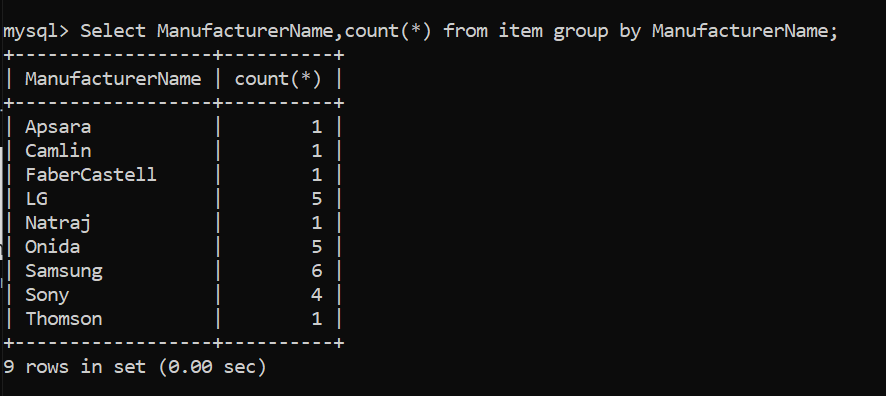 mysql> Select ManufacturerName,count(*) from item group by ManufacturerName;
+------------------+----------+
| ManufacturerName | count(*) |
+------------------+----------+
| Apsara           |        1 |
| Camlin           |        1 |
| FaberCastell     |        1 |
| LG               |        5 |
| Natraj           |        1 |
| Onida            |        5 |
| Samsung          |        6 |
| Sony             |        4 |
| Thomson          |        1 |
+------------------+----------+
9 rows in set (0.00 sec)